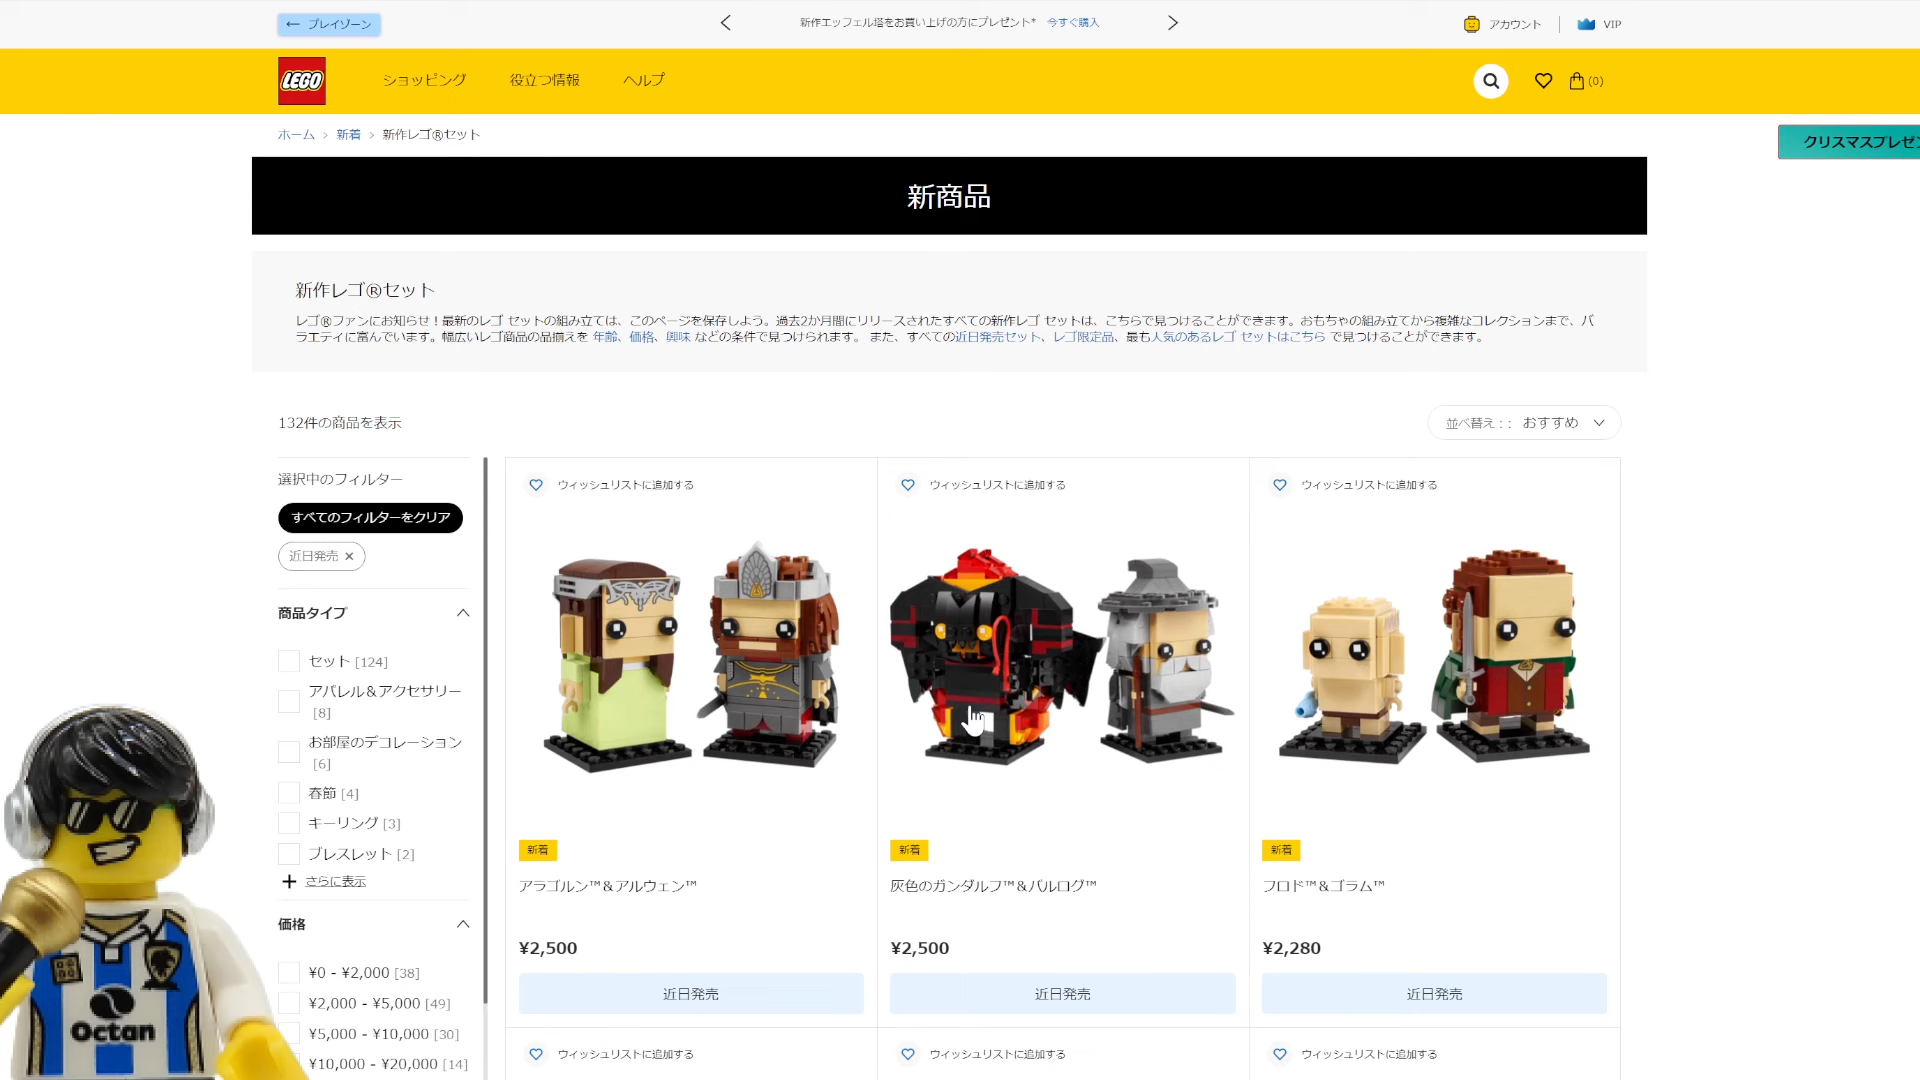 ← プレイゾーン
新作エッフェル塔をお買い上げの方にプレゼント* 今すぐ購入
アカウント
VIP
LEGO
ショッピング
役立つ情報
ヘルプ
(0)
ホーム > 新着 > 新作レゴ®セット
クリスマスプレゼン
新商品
新作レゴ®セット
レゴ®ファンにお知らせ！最新のレゴ セットの組み立ては、このページを保存しよう。過去2か月間にリリースされたすべての新作レゴ セットは、こちらで見つけることができます。おもちゃの組み立てから複雑なコレクションまで、バ
ラエティに富んでいます。幅広いレゴ商品の品揃えを 年齢、価格、興味 などの条件で見つけられます。 また、すべての近日発売セット、レゴ限定品、最も人気のあるレゴ セットはこちら で見つけることができます。
132件の商品を表示
並べ替え：: おすすめ
選択中のフィルター
すべてのフィルターをクリア
近日発売 ×
商品タイプ
セット [124]
アパレル＆アクセサリー
[8]
お部屋のデコレーション
[6]
春節 [4]
キーリング [3]
ブレスレット [2]
+ さらに表示
価格
¥0 - ¥2,000 [38]
¥2,000 - ¥5,000 [49]
¥5,000 - ¥10,000 [30]
¥10,000 - ¥20,000 [14]
ウィッシュリストに追加する
新着
アラゴルン™＆アルウェン™
¥2,500
近日発売
ウィッシュリストに追加する
新着
灰色のガンダルフ™＆バルログ™
¥2,500
近日発売
ウィッシュリストに追加する
新着
フロド™＆ゴラム™
¥2,280
近日発売
ウィッシュリストに追加する
ウィッシュリストに追加する
ウィッシュリストに追加する
Octan